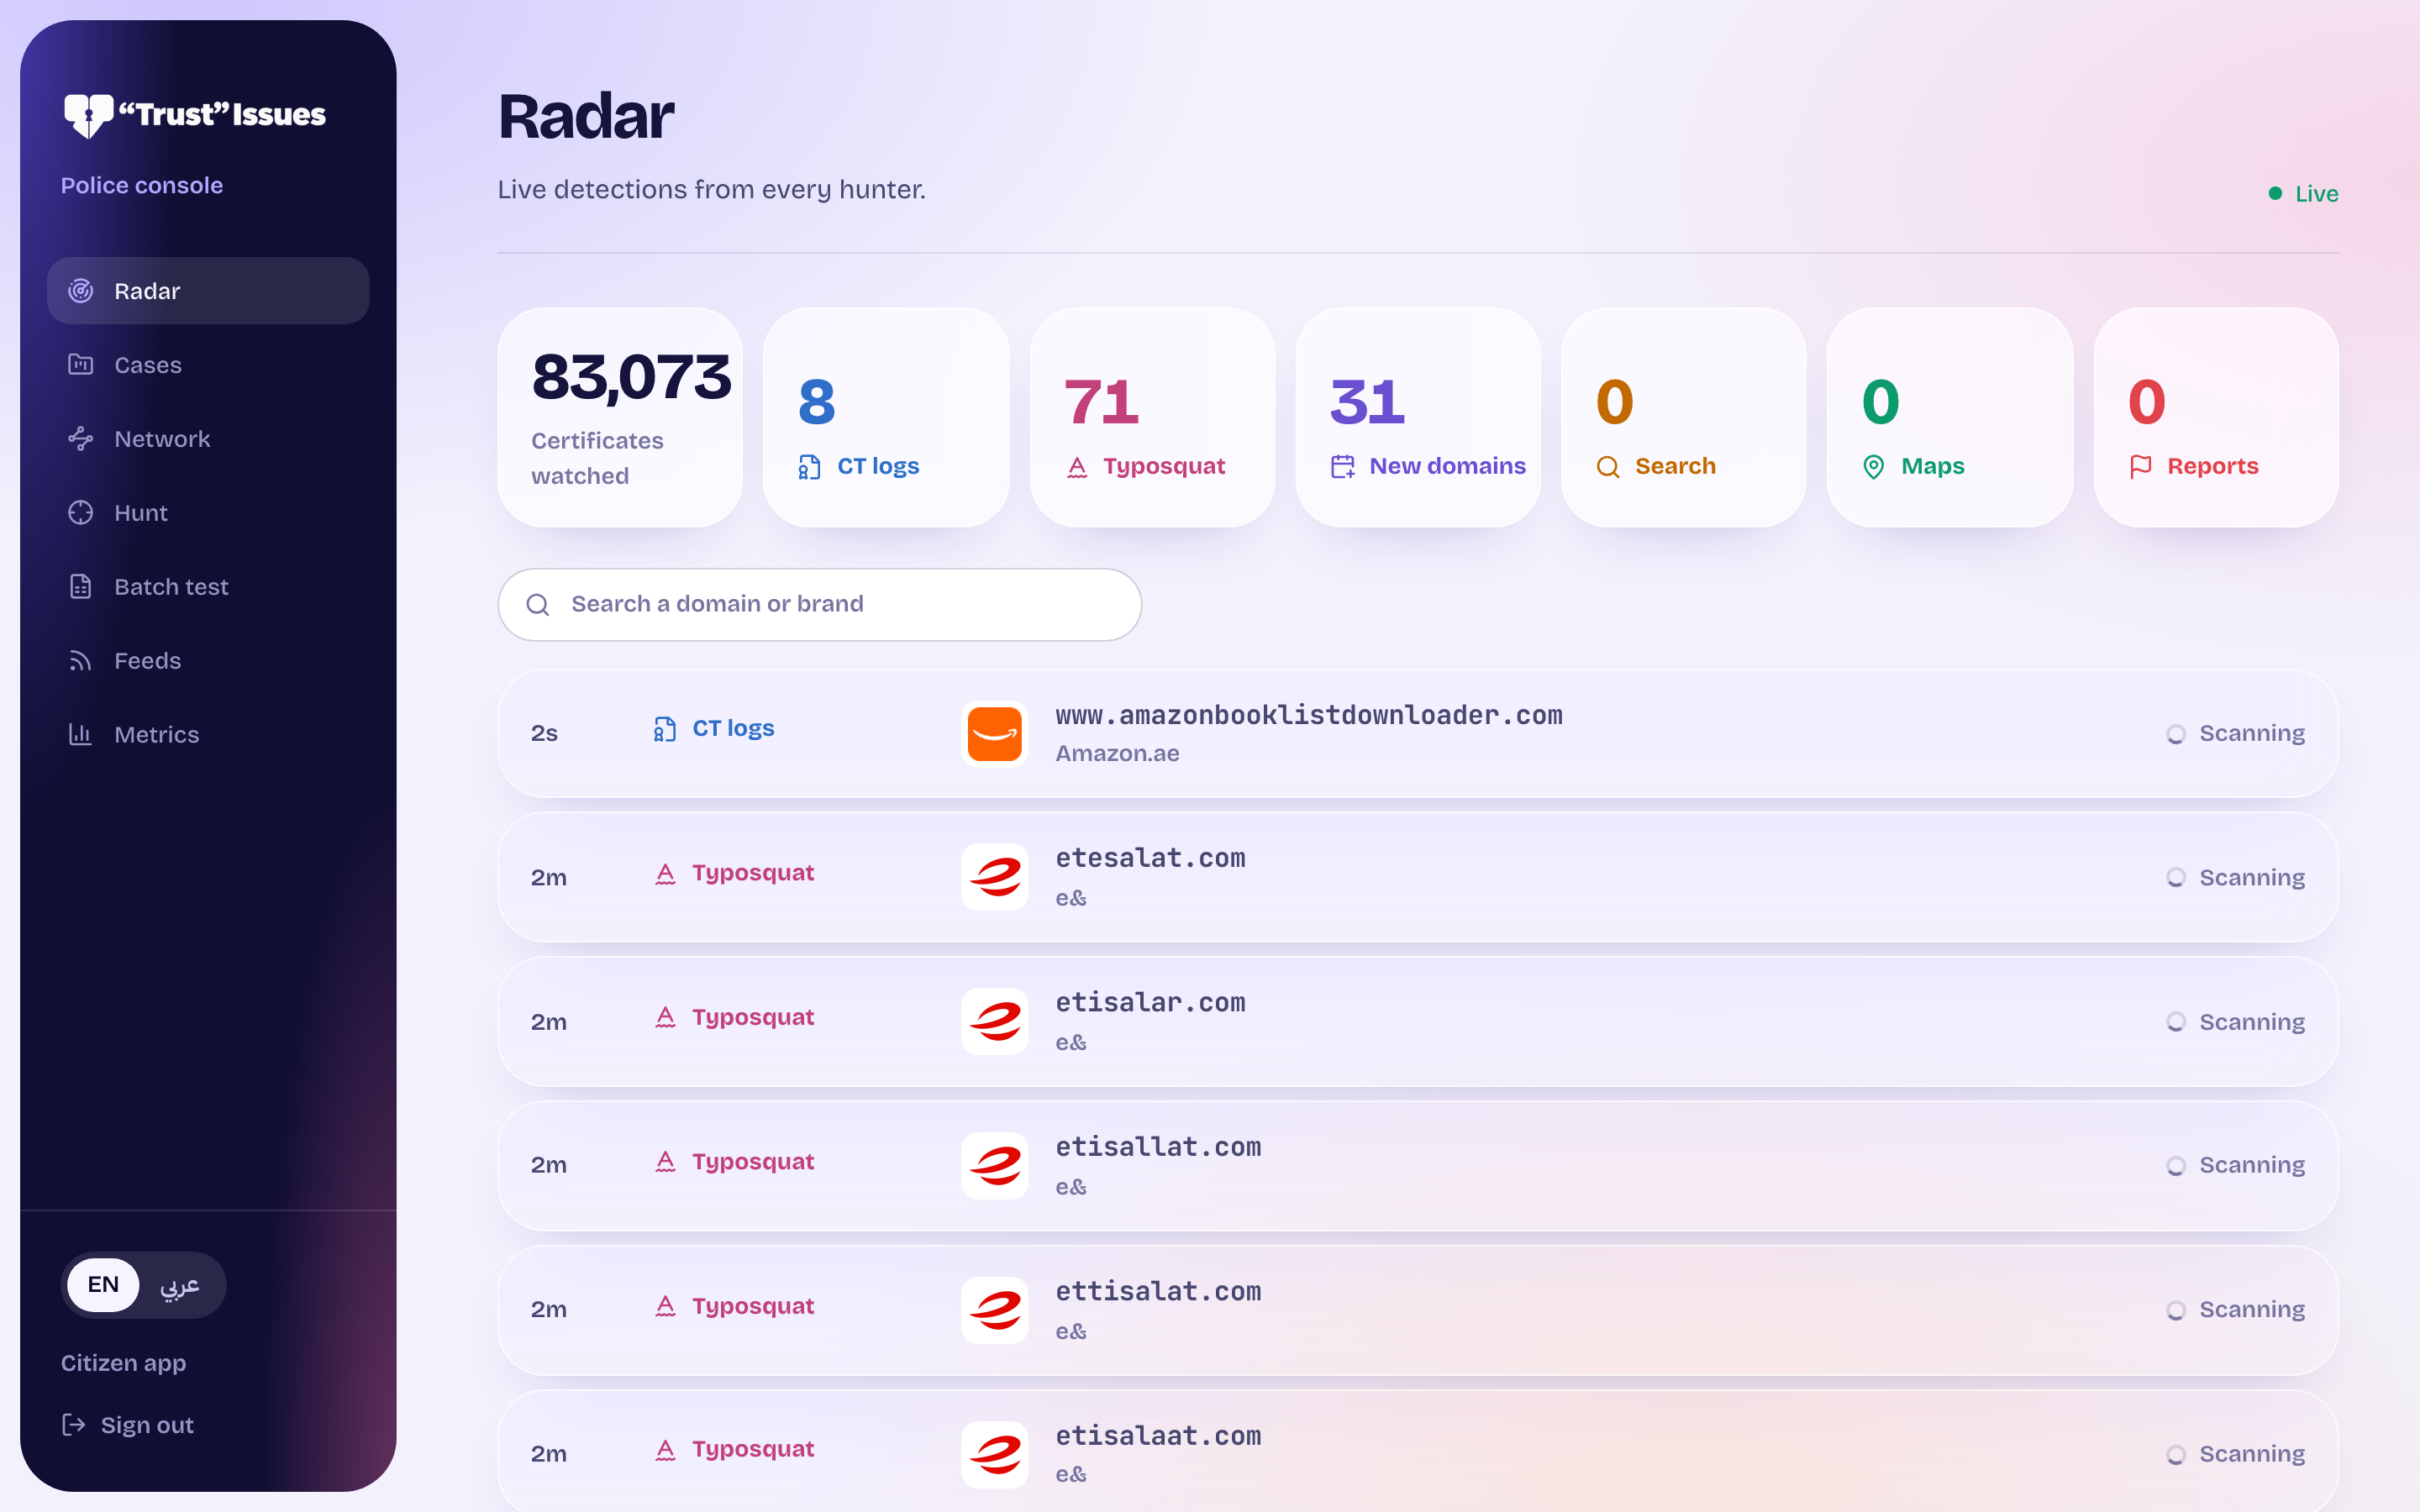 “Trust” Issues
Police console
Radar
Cases
Network
Hunt
Batch test
Feeds
Metrics
EN
عربي
Citizen app
Sign out
Radar
Live detections from every hunter.
Live
83,073
Certificates
watched
8
CT logs
71
Typosquat
31
New domains
0
Search
0
Maps
0
Reports
Search a domain or brand
2s CT logs www.amazonbooklistdownloader.com Scanning
Amazon.ae
2m Typosquat etesalat.com Scanning
e&
2m Typosquat etisalar.com Scanning
e&
2m Typosquat etisallat.com Scanning
e&
2m Typosquat ettisalat.com Scanning
e&
2m Typosquat etisalaat.com Scanning
e&